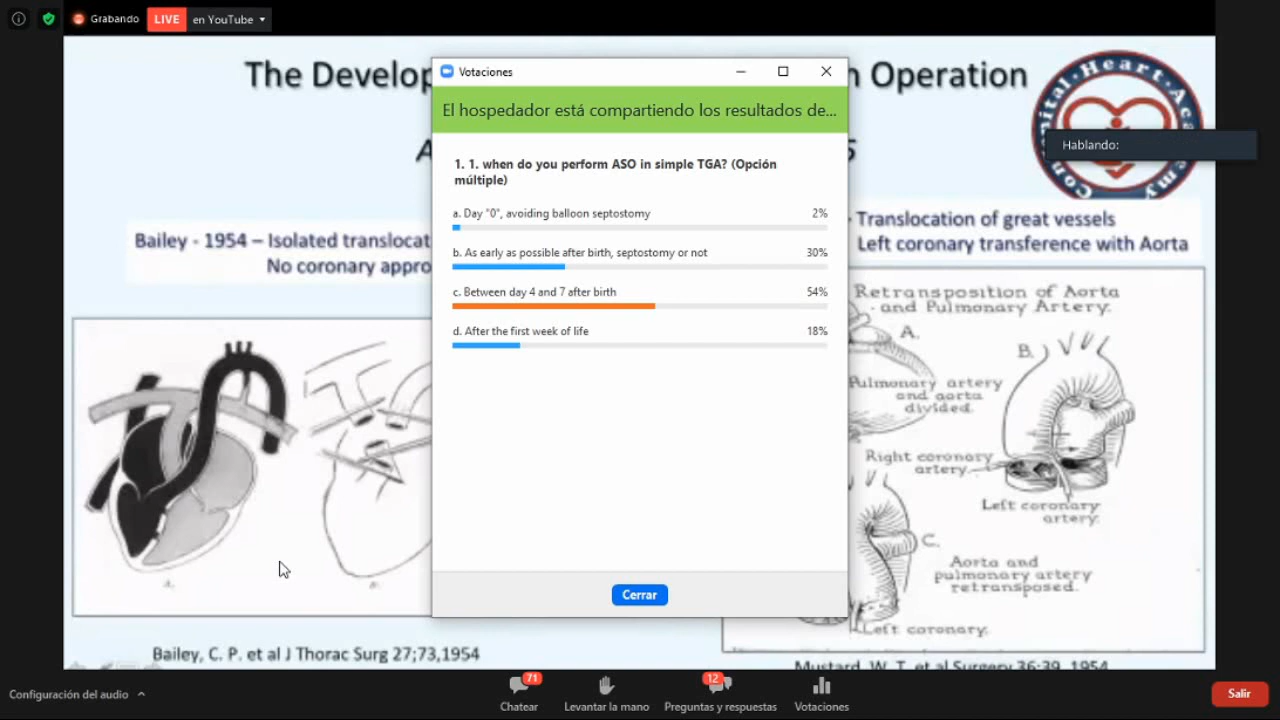 Grabando
LIVE
en YouTube
The Develop
n Operation
Votaciones
El hospedador está compartiendo los resultados de...
1. 1. when do you perform ASO in simple TGA? (Opción
múltiple)
a. Day "0", avoiding balloon septostomy 2%
b. As early as possible after birth, septostomy or not 30%
c. Between day 4 and 7 after birth 54%
d. After the first week of life 18%
Cerrar
Heart
Hablando:
Bailey - 1954 – Isolated translocat
No coronary appro
Translocation of great vessels
Left coronary transference with Aorta
Retransposition of Aorta
and Pulmonary Artery.
A.
B.
Pulmonary artery
and aorta
divided.
Right coronary
artery.
Left coronary
artery.
C.
Aorta and
pulmonary artery
retransposed.
Left coronary.
Bailey, C. P. et al J Thorac Surg 27;73,1954
Mustard, W. T. et al Surgery 36:39, 1954
Configuración del audio
71
Chatear
Levantar la mano
12
Preguntas y respuestas
Votaciones
Salir